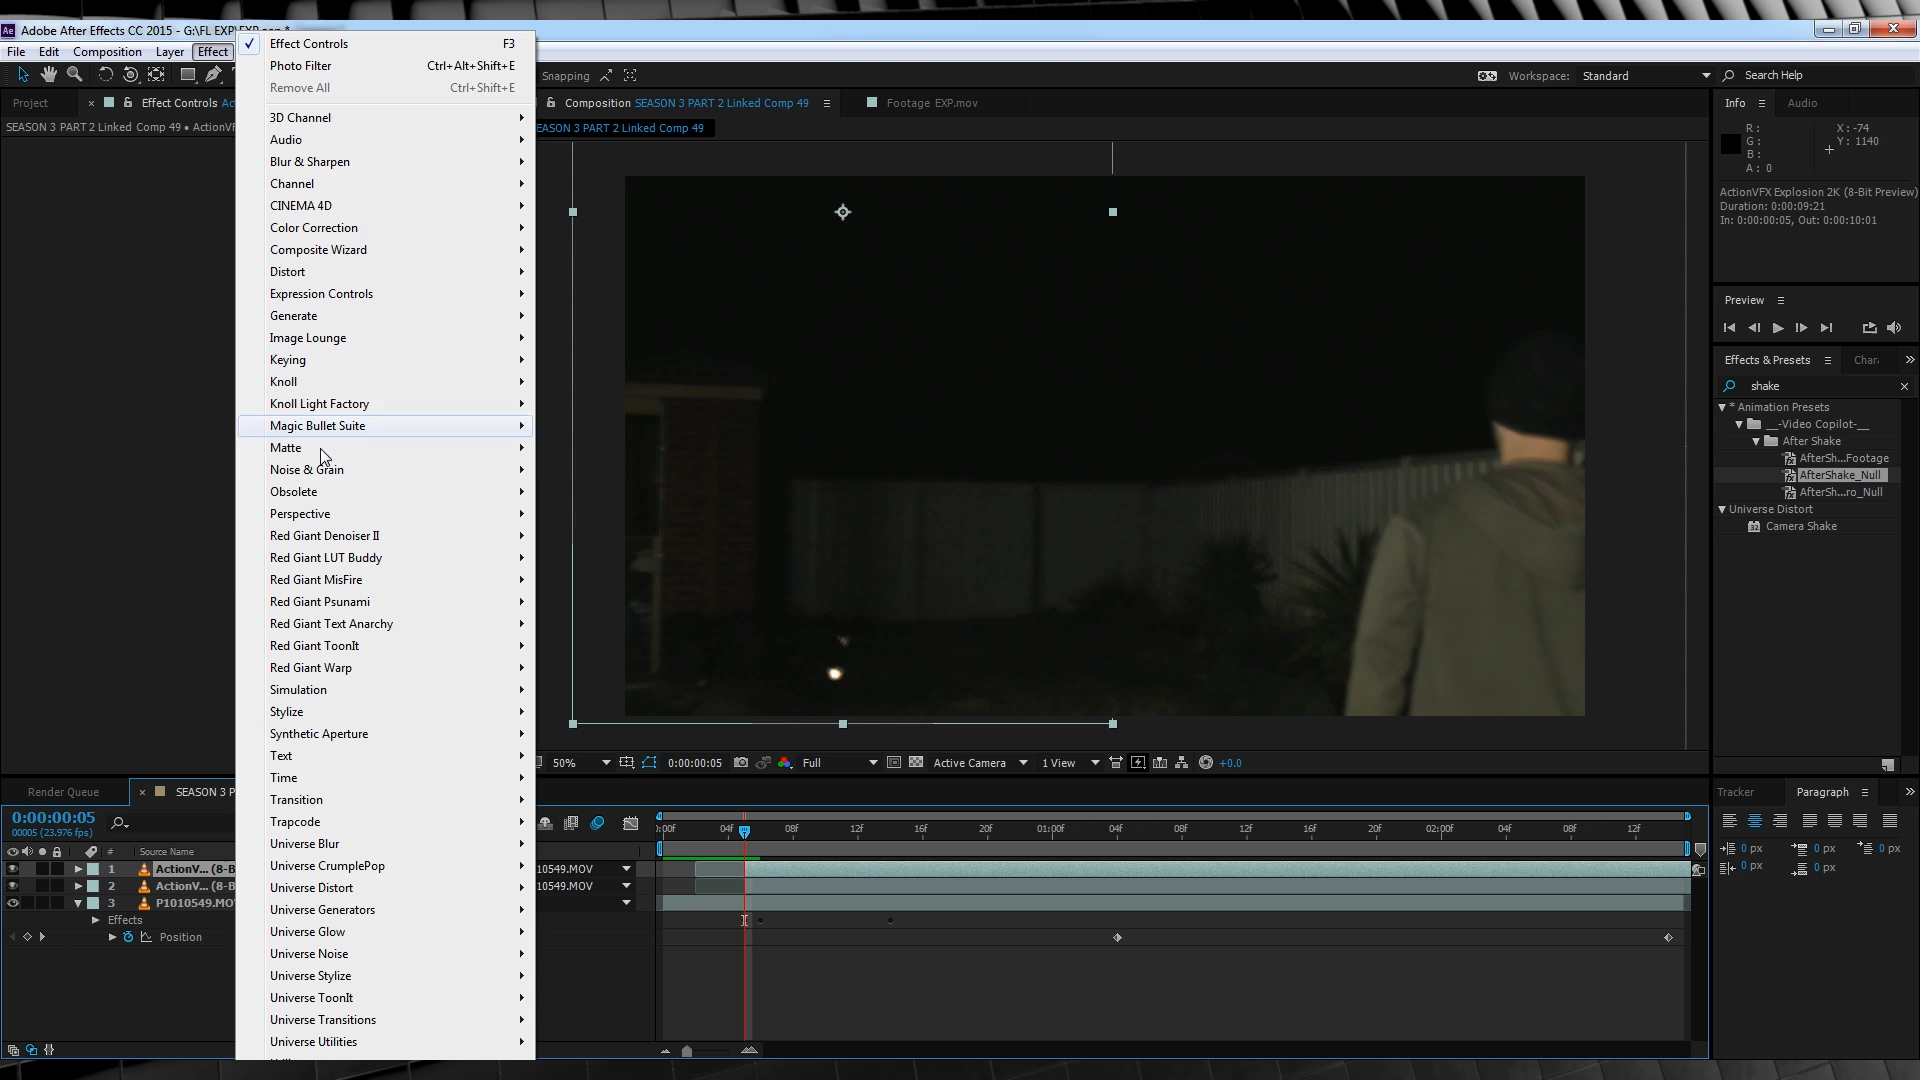 Adobe After Effects CC 2015 - G:\FL EXP\EXP.aep *
File Edit Composition Layer Effect
Snapping
Workspace: Standard
Search Help
Project
Effect Controls
Composition SEASON 3 PART 2 Linked Comp 49
Footage EXP.mov
SEASON 3 PART 2 Linked Comp 49 • ActionVF
SEASON 3 PART 2 Linked Comp 49
Effect Controls F3
Photo Filter Ctrl+Alt+Shift+E
Remove All Ctrl+Shift+E
3D Channel
Audio
Blur & Sharpen
Channel
CINEMA 4D
Color Correction
Composite Wizard
Distort
Expression Controls
Generate
Image Lounge
Keying
Knoll
Knoll Light Factory
Magic Bullet Suite
Matte
Noise & Grain
Obsolete
Perspective
Red Giant Denoiser II
Red Giant LUT Buddy
Red Giant MisFire
Red Giant Psunami
Red Giant Text Anarchy
Red Giant ToonIt
Red Giant Warp
Simulation
Stylize
Synthetic Aperture
Text
Time
Transition
Trapcode
Universe Blur
Universe CrumplePop
Universe Distort
Universe Generators
Universe Glow
Universe Noise
Universe Stylize
Universe ToonIt
Universe Transitions
Universe Utilities
Info Audio
R :
G :
B :
A : 0
X : -74
Y : 1140
ActionVFX Explosion 2K (8-Bit Preview)
Duration: 0:00:09:21
In: 0:00:00:05, Out: 0:00:10:01
Preview
Effects & Presets Chara
shake
* Animation Presets
__-Video Copilot-__
After Shake
AfterSh...Footage
AfterShake_Null
AfterSh...ro_Null
Universe Distort
Camera Shake
50% 0:00:00:05 Full Active Camera 1 View +0.0
Render Queue
SEASON 3 P
0:00:00:05
00005 (23.976 fps)
# Source Name
1 ActionV... (8-B
2 ActionV... (8-B
3 P1010549.MO
Effects
Position
10549.MOV
10549.MOV
):00f 04f 08f 12f 16f 20f 01:00f 04f 08f 12f 16f 20f 02:00f 04f 08f 12f
Tracker Paragraph
0 px 0 px 0 px
0 px 0 px